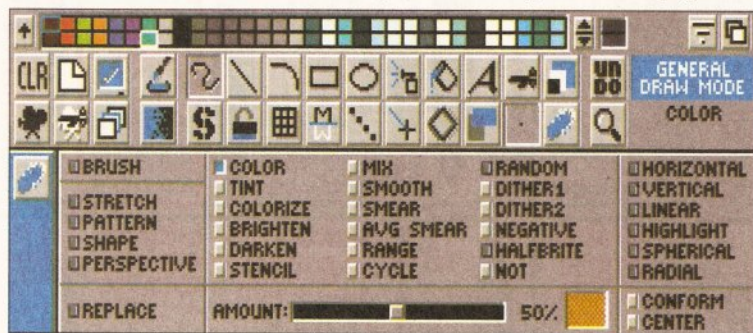 CLR
UNDO
GENERAL
DRAW MODE
COLOR
BRUSH
STRETCH
PATTERN
SHAPE
PERSPECTIVE
REPLACE
COLOR
TINT
COLORIZE
BRIGHTEN
DARKEN
STENCIL
MIX
SMOOTH
SMEAR
AVG SMEAR
RANGE
CYCLE
RANDOM
DITHER1
DITHER2
NEGATIVE
HALFBRITE
NOT
HORIZONTAL
VERTICAL
LINEAR
HIGHLIGHT
SPHERICAL
RADIAL
AMOUNT: 50%
CONFORM
CENTER